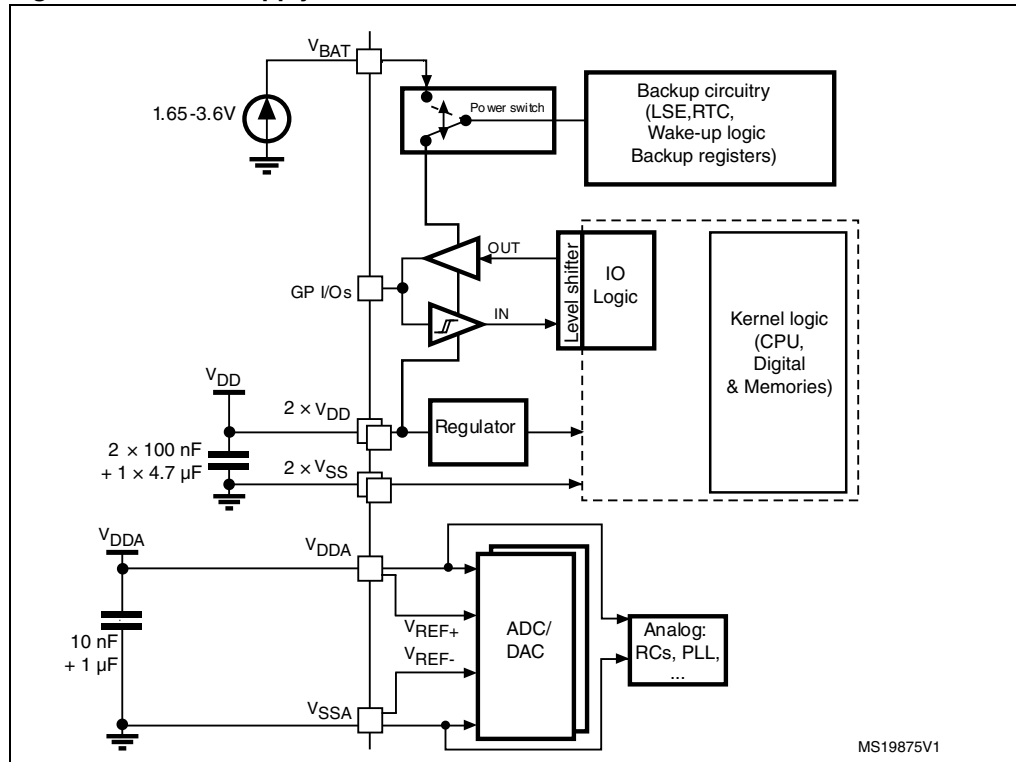 VBAT
1.65-3.6V
Power switch
Backup circuitry
(LSE,RTC,
Wake-up logic
Backup registers)
GP I/Os
OUT
IN
Level shifter
IO
Logic
Kernel logic
(CPU,
Digital
& Memories)
VDD
2 × 100 nF
+ 1 × 4.7 µF
2 × VDD
Regulator
2 × VSS
VDDA
10 nF
+ 1 µF
VDDA
VREF+
VREF-
VSSA
ADC/
DAC
Analog:
RCs, PLL,
...
MS19875V1